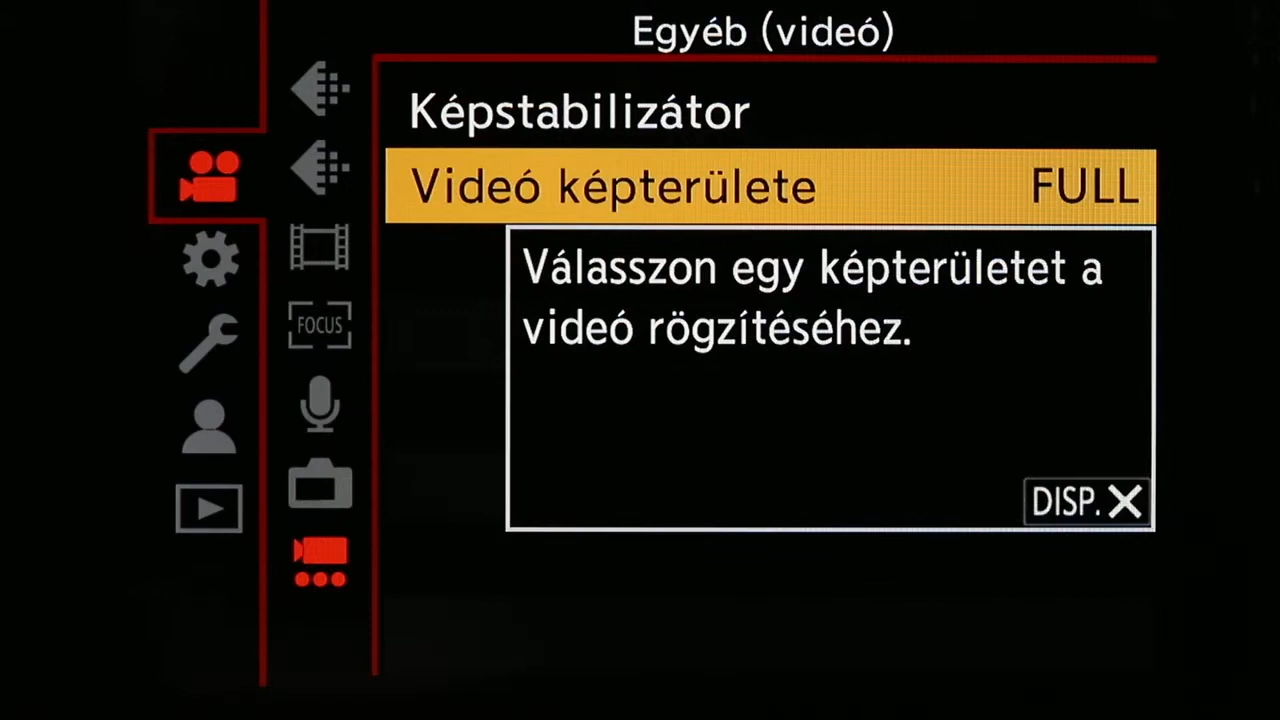 Egyéb (videó)
Képstabilizátor
Videó képterülete FULL
Válasszon egy képterületet a
videó rögzítéséhez.
FOCUS
DISP.